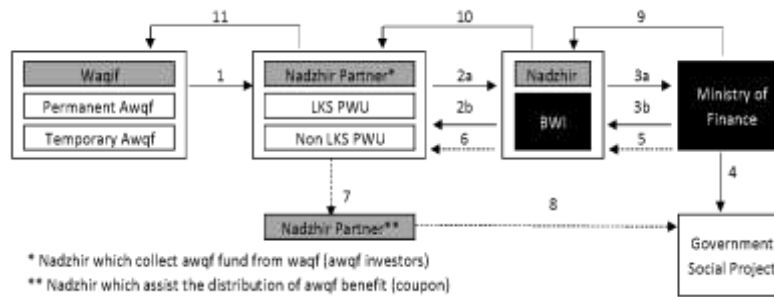 11
10
9
Waqif
Permanent Awqf
Temporary Awqf
1
Nadzhir Partner*
LKS PWU
Non LKS PWU
2a
2b
6
Nadzhir
BWI
3a
3b
5
Ministry of
Finance
4
7
8
Nadzhir Partner**
Government
Social Project
* Nadzhir which collect awqf fund from waqf (awqf investors)
** Nadzhir which assist the distribution of awqf benefit (coupon)